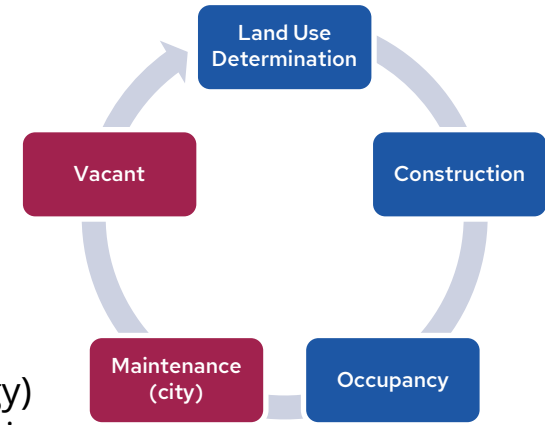 Land Use
Determination
Construction
Occupancy
Maintenance
(city)
Vacant